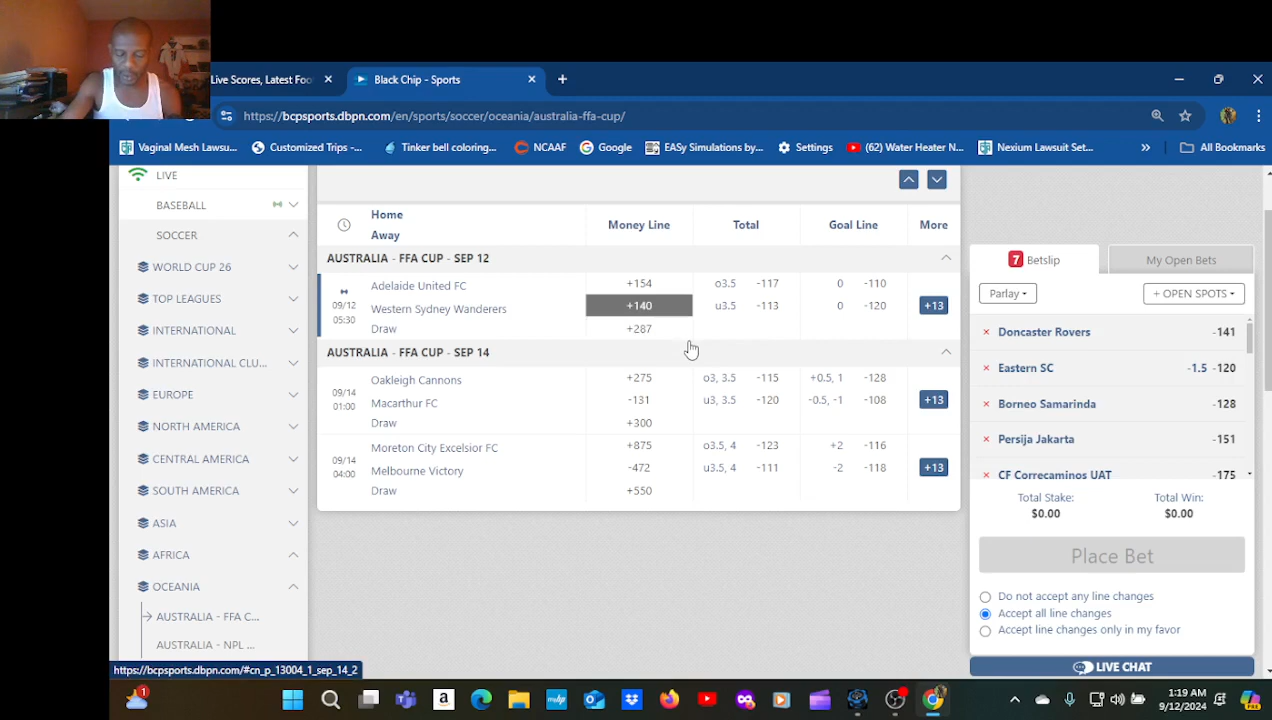 Live Scores, Latest Foo
Black Chip - Sports
https://bcpsports.dbpn.com/en/sports/soccer/oceania/australia-ffa-cup/
Vaginal Mesh Lawsu... Customized Trips -... Tinker bell coloring... NCAAF Google EASy Simulations by... Settings (62) Water Heater N... Nexium Lawsuit Set... » All Bookmarks
LIVE
BASEBALL
SOCCER
WORLD CUP 26
TOP LEAGUES
INTERNATIONAL
INTERNATIONAL CLU...
EUROPE
NORTH AMERICA
CENTRAL AMERICA
SOUTH AMERICA
ASIA
AFRICA
OCEANIA
AUSTRALIA - FFA C...
AUSTRALIA - NPL ...
Home
Away
Money Line Total Goal Line More
AUSTRALIA - FFA CUP - SEP 12
09/12
05:30
Adelaide United FC +154 o3.5 -117 0 -110
Western Sydney Wanderers +140 u3.5 -113 0 -120 +13
Draw +287
AUSTRALIA - FFA CUP - SEP 14
09/14
01:00
Oakleigh Cannons +275 o3, 3.5 -115 +0.5, 1 -128
Macarthur FC -131 u3, 3.5 -120 -0.5, -1 -108 +13
Draw +300
09/14
04:00
Moreton City Excelsior FC +875 o3.5, 4 -123 +2 -116
Melbourne Victory -472 u3.5, 4 -111 -2 -118 +13
Draw +550
7 Betslip My Open Bets
Parlay + OPEN SPOTS
Doncaster Rovers -141
Eastern SC -1.5 -120
Borneo Samarinda -128
Persija Jakarta -151
CF Correcaminos UAT -175
Total Stake: Total Win:
$0.00 $0.00
Place Bet
Do not accept any line changes
Accept all line changes
Accept line changes only in my favor
LIVE CHAT
https://bcpsports.dbpn.com/#cn_p_13004_1_sep_14_2
1:19 AM
9/12/2024